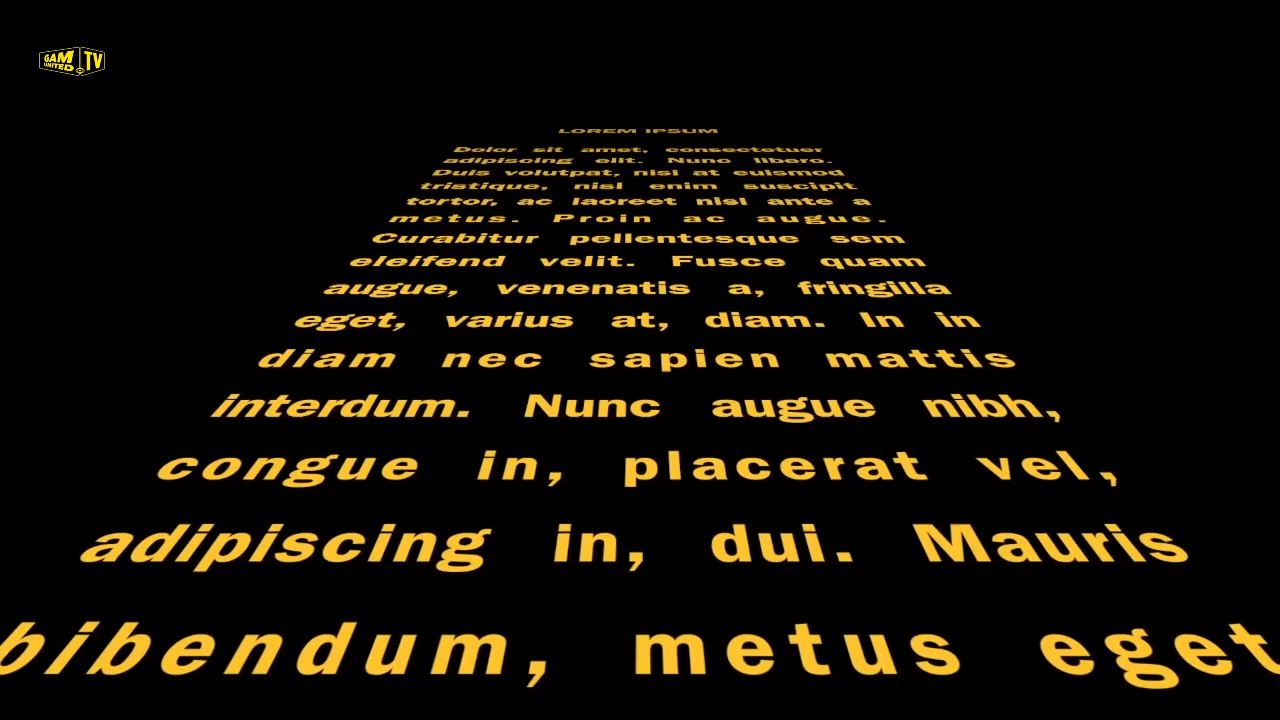 GAM TV
UNITED
LOREM IPSUM
Dolor sit amet, consectetuer
adipiscing elit. Nunc libero.
Duis volutpat, nisl at euismod
tristique, nisl enim suscipit
tortor, ac laoreet nisl ante a
metus. Proin ac augue.
Curabitur pellentesque sem
eleifend velit. Fusce quam
augue, venenatis a, fringilla
eget, varius at, diam. In in
diam nec sapien mattis
interdum. Nunc augue nibh,
congue in, placerat vel,
adipiscing in, dui. Mauris
bibendum, metus eget